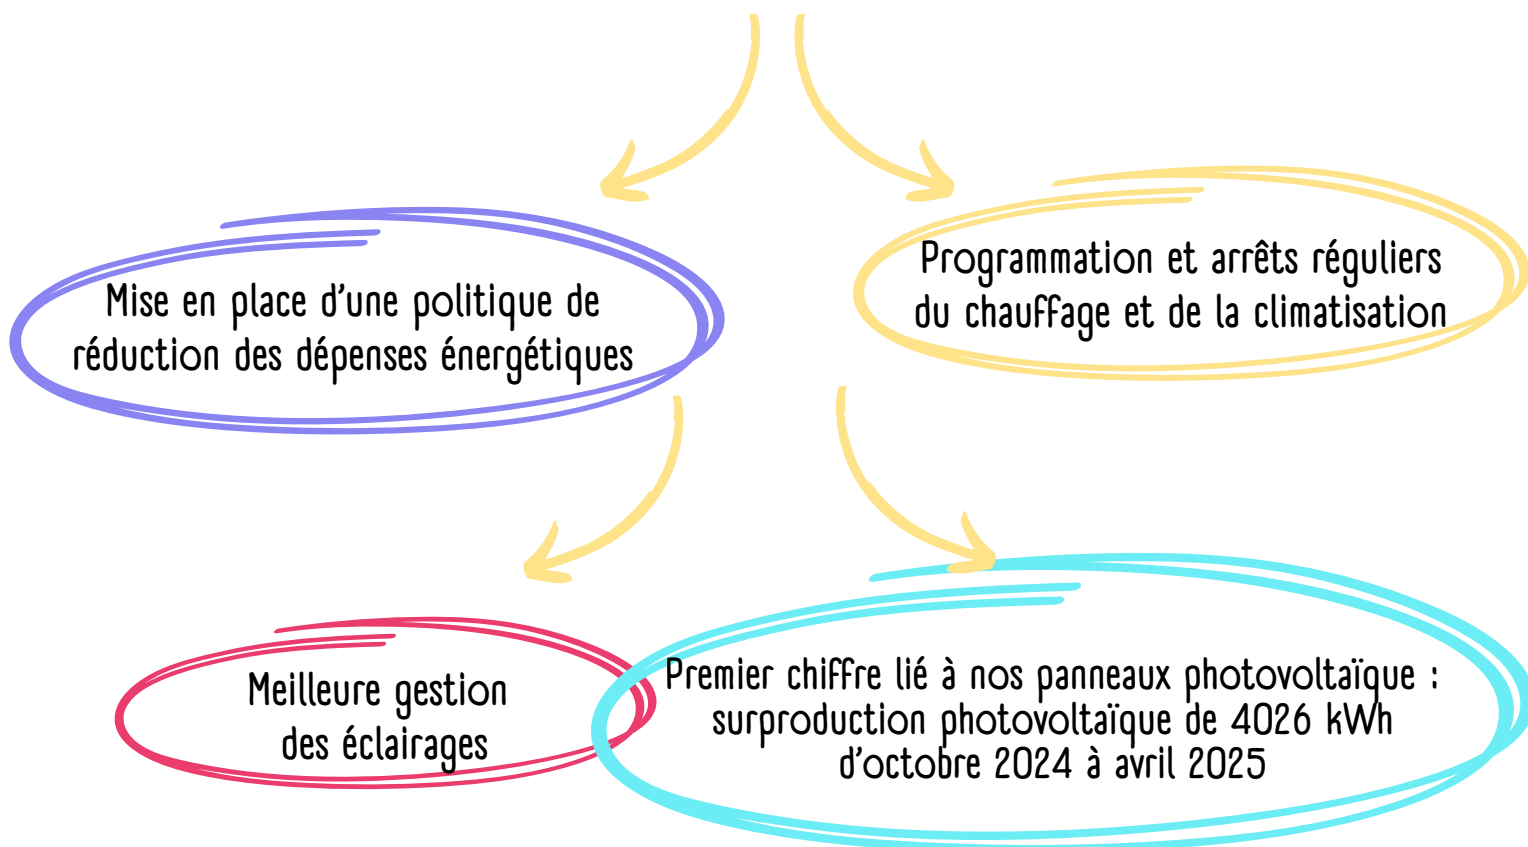 Mise en place d'une politique de
réduction des dépenses énergétiques
Programmation et arrêts réguliers
du chauffage et de la climatisation
Meilleure gestion
des éclairages
Premier chiffre lié à nos panneaux photovoltaïque :
surproduction photovoltaïque de 4026 kWh
d'octobre 2024 à avril 2025